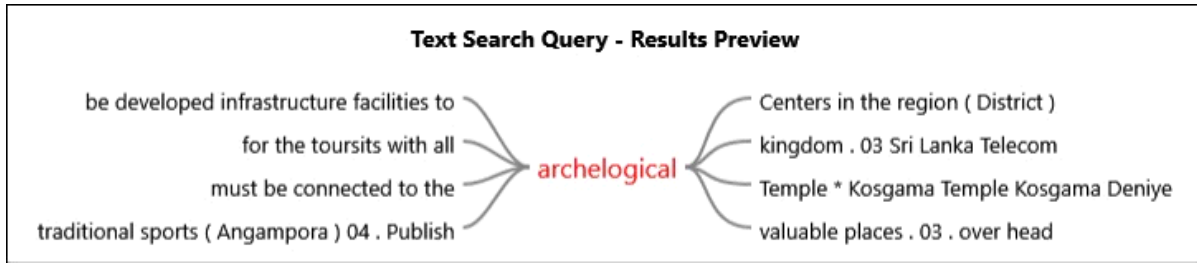 Text Search Query - Results Preview
be developed infrastructure facilities to
for the toursits with all
must be connected to the
traditional sports ( Angampora ) 04 . Publish
archelogical
Centers in the region ( District )
kingdom . 03 Sri Lanka Telecom
Temple * Kosgama Temple Kosgama Deniye
valuable places . 03 . over head